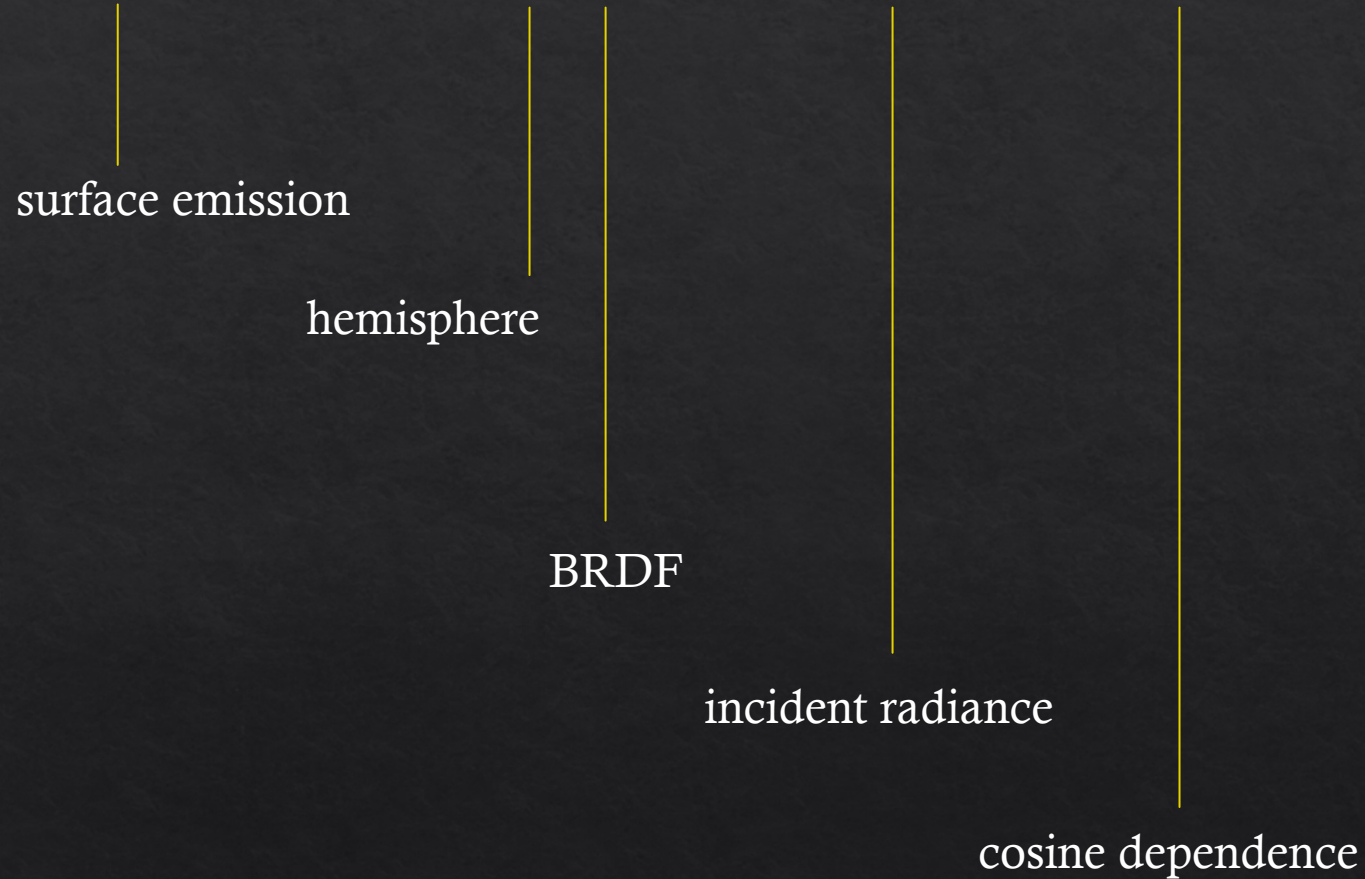 surface emission
hemisphere
BRDF
incident radiance
cosine dependence